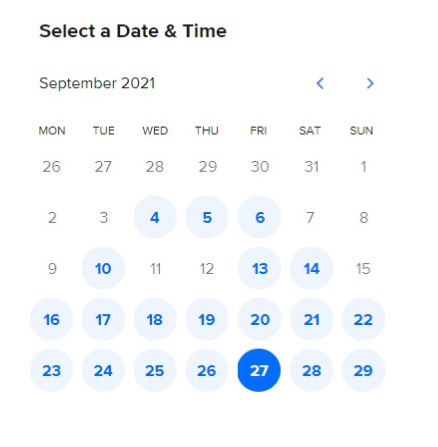 Select a Date & Time
September 2021
MON TUE WED THU FRI SAT SUN
26 27 28 29 30 31 1
2 3 4 5 6 7 8
9 10 11 12 13 14 15
16 17 18 19 20 21 22
23 24 25 26 27 28 29